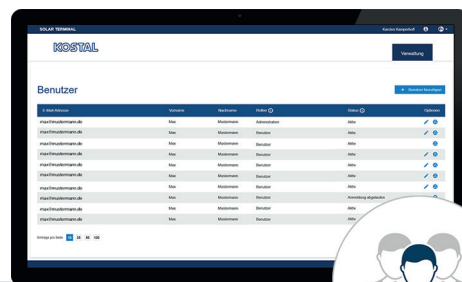 SOLAR TERMINAL
KOSTAL
Verwaltung
Benutzer
+ Benutzer hinzufügen
E-Mail-Adresse Vorname Nachname Rollen Status Optionen
max@mustermann.de Max Mustermann Administrator Aktiv
max@mustermann.de Max Mustermann Benutzer Aktiv
max@mustermann.de Max Mustermann Benutzer Aktiv
max@mustermann.de Max Mustermann Benutzer Aktiv
max@mustermann.de Max Mustermann Benutzer Aktiv
max@mustermann.de Max Mustermann Benutzer Aktiv
max@mustermann.de Max Mustermann Benutzer Aktiv
max@mustermann.de Max Mustermann Benutzer Anmeldung abgelaufen
max@mustermann.de Max Mustermann Benutzer Aktiv
max@mustermann.de Max Mustermann Benutzer Aktiv
Einträge pro Seite: 10 25 50 100